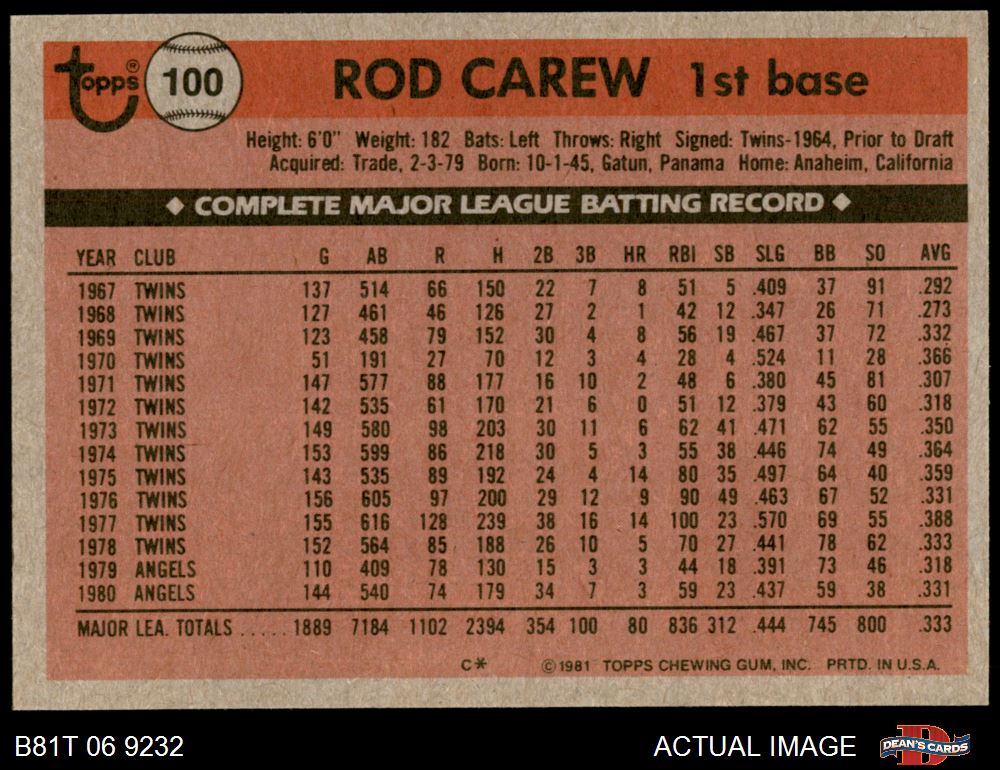 Topps® 100 ROD CAREW 1st base
Height: 6'0" Weight: 182 Bats: Left Throws: Right Signed: Twins-1964, Prior to Draft
Acquired: Trade, 2-3-79 Born: 10-1-45, Gatun, Panama Home: Anaheim, California
◆ COMPLETE MAJOR LEAGUE BATTING RECORD ◆
YEAR CLUB G AB R H 2B 3B HR RBI SB SLG BB SO AVG
1967 TWINS 137 514 66 150 22 7 8 51 5 .409 37 91 .292
1968 TWINS 127 461 46 126 27 2 1 42 12 .347 26 71 .273
1969 TWINS 123 458 79 152 30 4 8 56 19 .467 37 72 .332
1970 TWINS 51 191 27 70 12 3 4 28 4 .524 11 28 .366
1971 TWINS 147 577 88 177 16 10 2 48 6 .380 45 81 .307
1972 TWINS 142 535 61 170 21 6 0 51 12 .379 43 60 .318
1973 TWINS 149 580 98 203 30 11 6 62 41 .471 62 55 .350
1974 TWINS 153 599 86 218 30 5 3 55 38 .446 74 49 .364
1975 TWINS 143 535 89 192 24 4 14 80 35 .497 64 40 .359
1976 TWINS 156 605 97 200 29 12 9 90 49 .463 67 52 .331
1977 TWINS 155 616 128 239 38 16 14 100 23 .570 69 55 .388
1978 TWINS 152 564 85 188 26 10 5 70 27 .441 78 62 .333
1979 ANGELS 110 409 78 130 15 3 3 44 18 .391 73 46 .318
1980 ANGELS 144 540 74 179 34 7 3 59 23 .437 59 38 .331
MAJOR LEA. TOTALS ..... 1889 7184 1102 2394 354 100 80 836 312 .444 745 800 .333
C* ©1981 TOPPS CHEWING GUM, INC. PRTD. IN U.S.A.
B81T 06 9232 ACTUAL IMAGE D DEAN'S CARDS